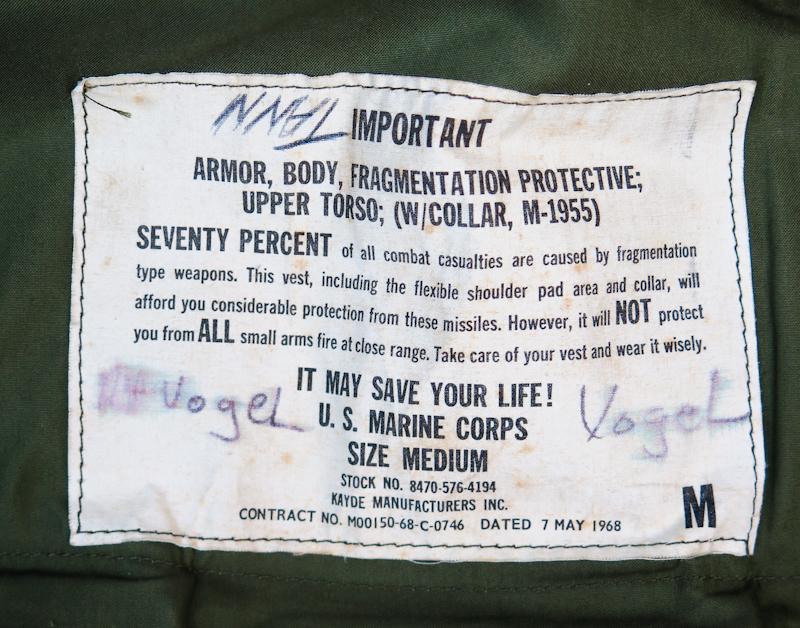 IMPORTANT
ARMOR, BODY, FRAGMENTATION PROTECTIVE;
UPPER TORSO; (W/COLLAR, M-1955)
SEVENTY PERCENT of all combat casualties are caused by fragmentation
type weapons. This vest, including the flexible shoulder pad area and collar, will
afford you considerable protection from these missiles. However, it will NOT protect
you from ALL small arms fire at close range. Take care of your vest and wear it wisely.
IT MAY SAVE YOUR LIFE!
Vogel U. S. MARINE CORPS Vogel
SIZE MEDIUM
STOCK NO. 8470-576-4194
KAYDE MANUFACTURERS INC.
CONTRACT NO. M00150-68-C-0746 DATED 7 MAY 1968 M